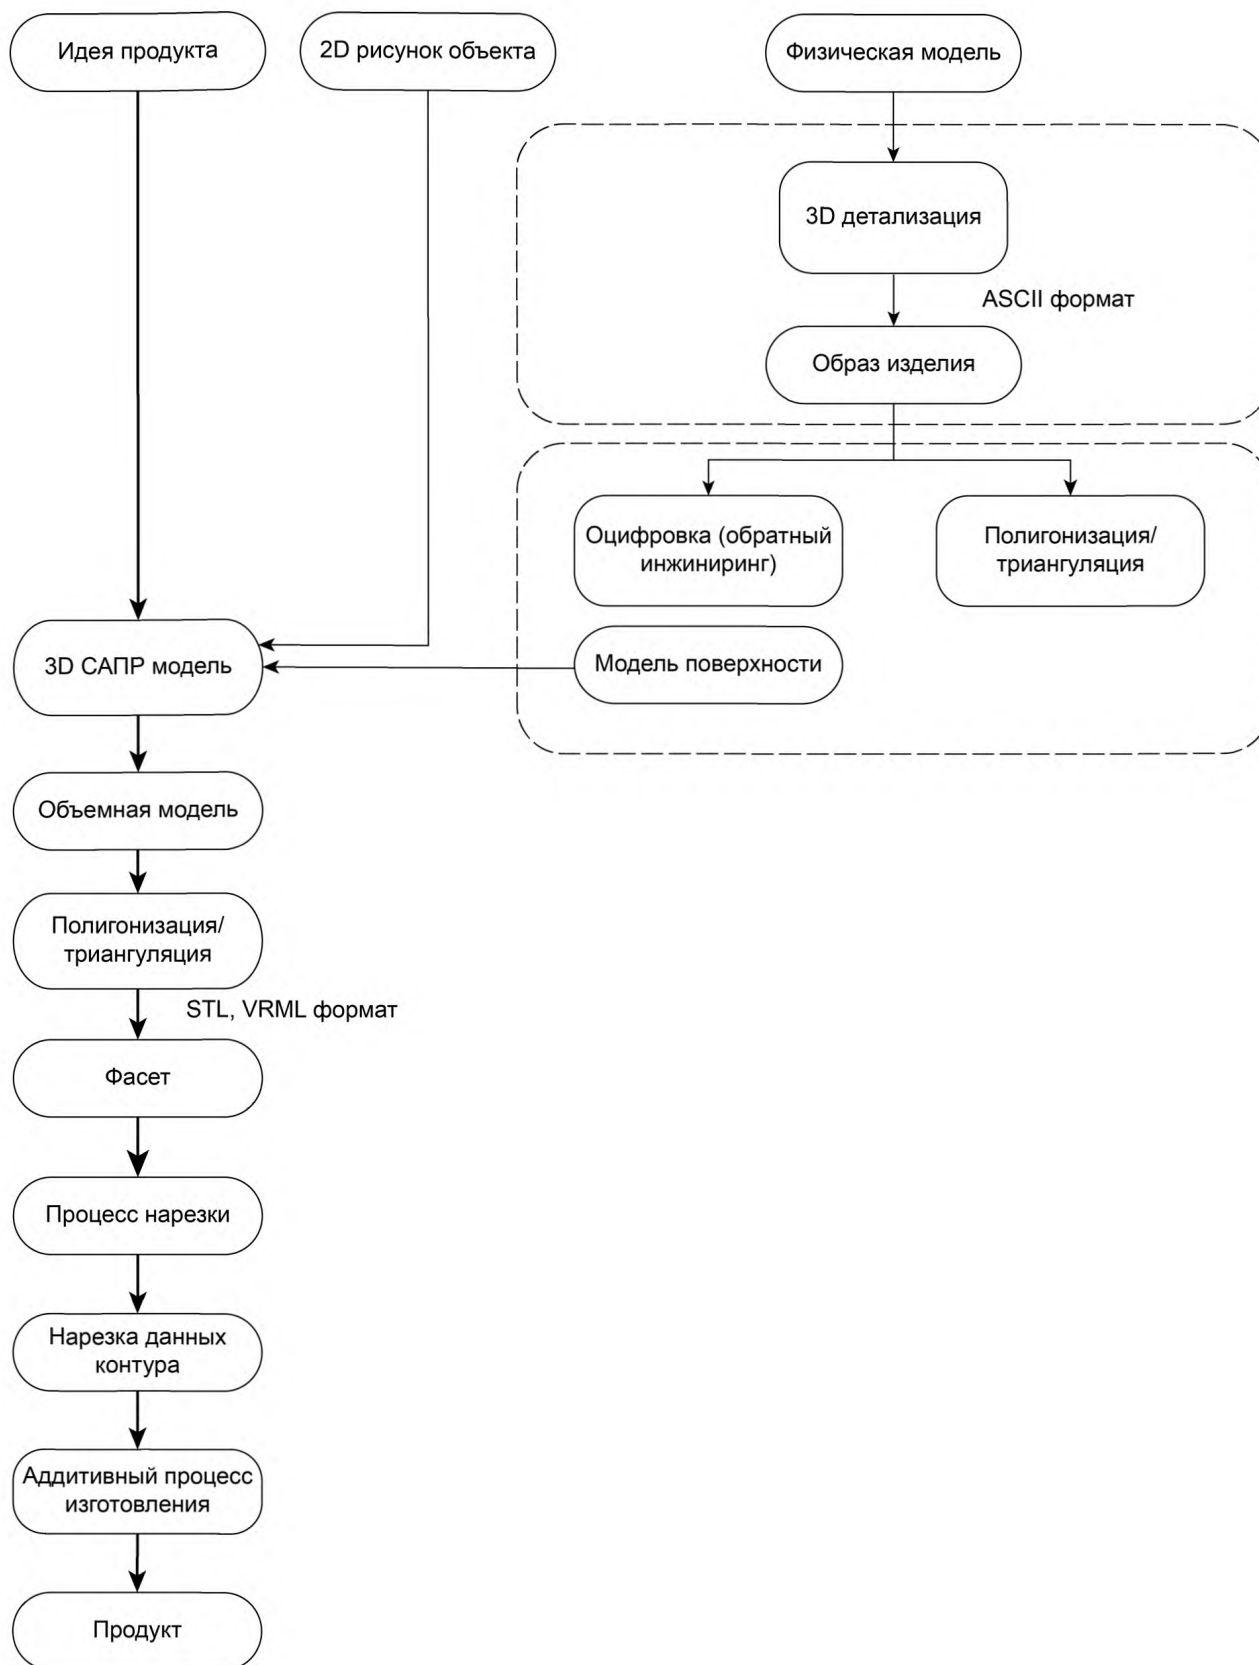 Идея продукта
2D рисунок объекта
Физическая модель
3D детализация
ASCII формат
Образ изделия
Оцифровка (обратный
инжиниринг)
Полигонизация/
триангуляция
3D САПР модель
Модель поверхности
Объемная модель
Полигонизация/
триангуляция
STL, VRML формат
Фасет
Процесс нарезки
Нарезка данных
контура
Аддитивный процесс
изготовления
Продукт